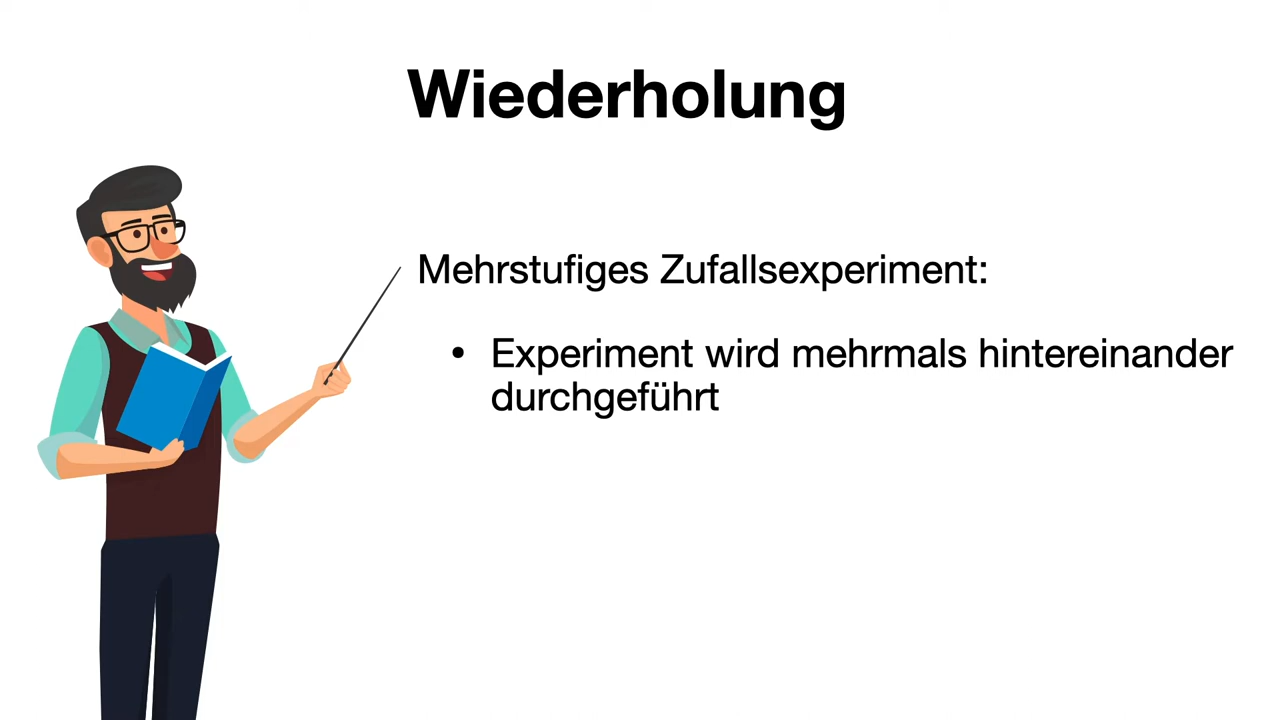 Wiederholung
Mehrstufiges Zufallsexperiment:
• Experiment wird mehrmals hintereinander
durchgeführt